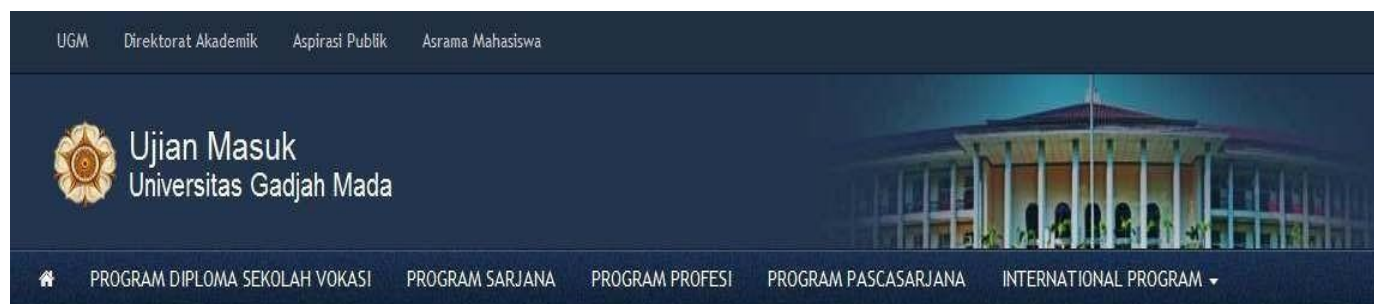 UGM Direktorat Akademik Aspirasi Publik Asrama Mahasiswa
Ujian Masuk
Universitas Gadjah Mada
PROGRAM DIPLOMA SEKOLAH VOKASI PROGRAM SARJANA PROGRAM PROFESI PROGRAM PASCASARJANA INTERNATIONAL PROGRAM